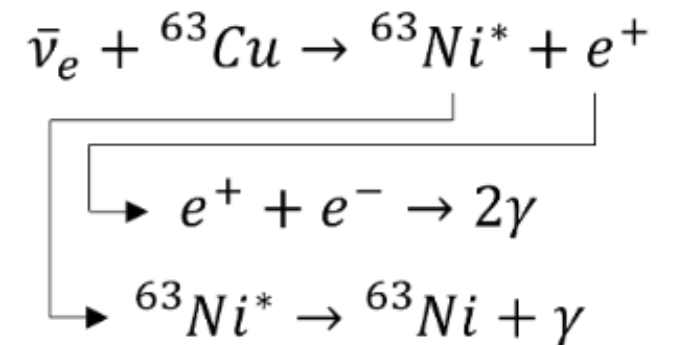 ν̄ₑ + ⁶³Cu → ⁶³Ni* + e⁺
e⁺ + e⁻ → 2γ
⁶³Ni* → ⁶³Ni + γ